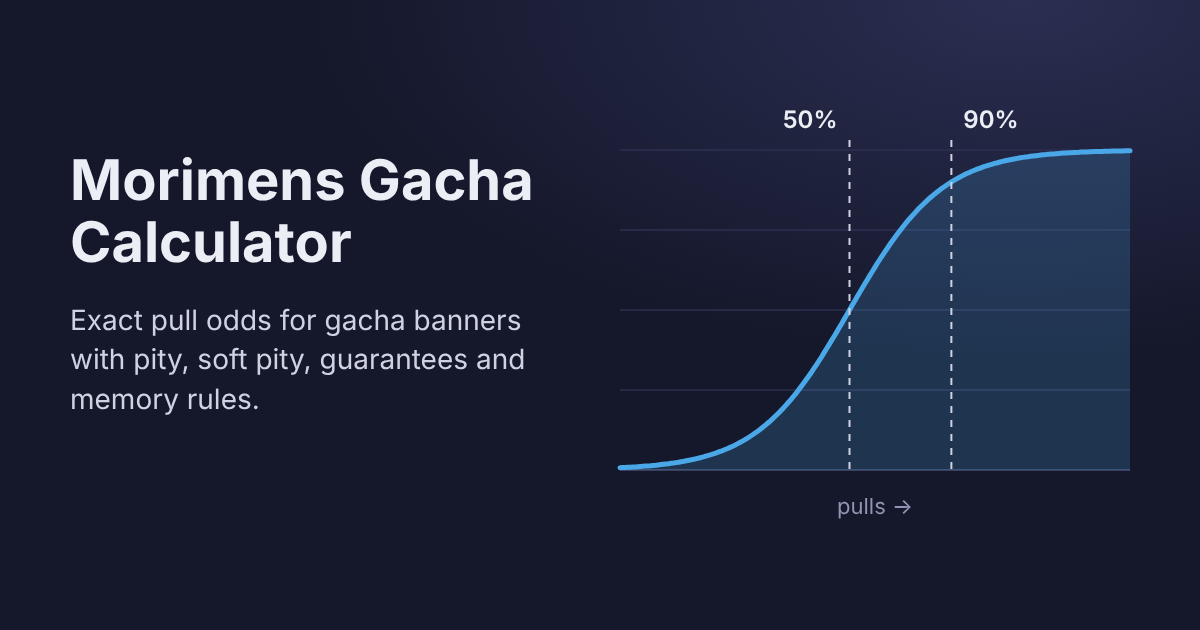 Morimens Gacha
Calculator
Exact pull odds for gacha banners
with pity, soft pity, guarantees and
memory rules.
50%
90%
pulls →